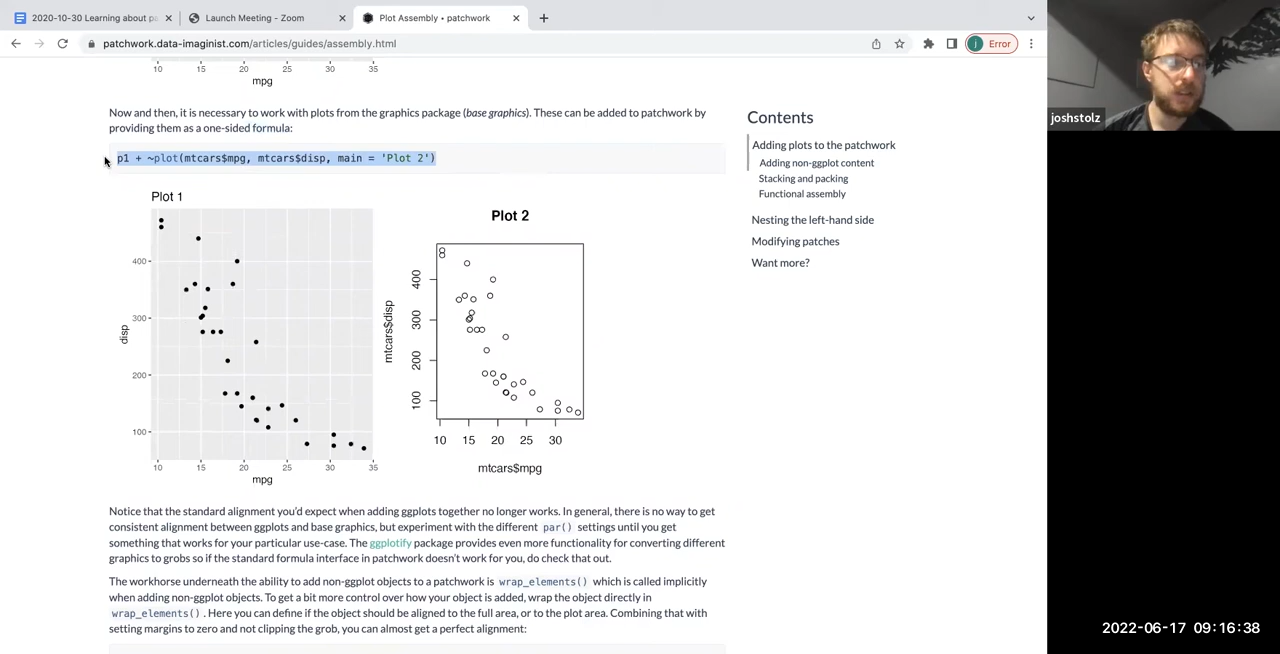 2020-10-30 Learning about pa
Launch Meeting - Zoom
Plot Assembly • patchwork
patchwork.data-imaginist.com/articles/guides/assembly.html
j
Error
10 15 20 25 30 35
mpg
Now and then, it is necessary to work with plots from the graphics package (base graphics). These can be added to patchwork by
providing them as a one-sided formula:
p1 + ~plot(mtcars$mpg, mtcars$disp, main = 'Plot 2')
Plot 1
400
300
200
100
disp
10 15 20 25 30 35
mpg
Plot 2
400
300
200
100
mtcars$disp
10 15 20 25 30
mtcars$mpg
Notice that the standard alignment you'd expect when adding ggplots together no longer works. In general, there is no way to get
consistent alignment between ggplots and base graphics, but experiment with the different par() settings until you get
something that works for your particular use-case. The ggplotify package provides even more functionality for converting different
graphics to grobs so if the standard formula interface in patchwork doesn't work for you, do check that out.
The workhorse underneath the ability to add non-ggplot objects to a patchwork is wrap_elements() which is called implicitly
when adding non-ggplot objects. To get a bit more control over how your object is added, wrap the object directly in
wrap_elements() . Here you can define if the object should be aligned to the full area, or to the plot area. Combining that with
setting margins to zero and not clipping the grob, you can almost get a perfect alignment:
Contents
Adding plots to the patchwork
Adding non-ggplot content
Stacking and packing
Functional assembly
Nesting the left-hand side
Modifying patches
Want more?
joshstolz
2022-06-17 09:16:38